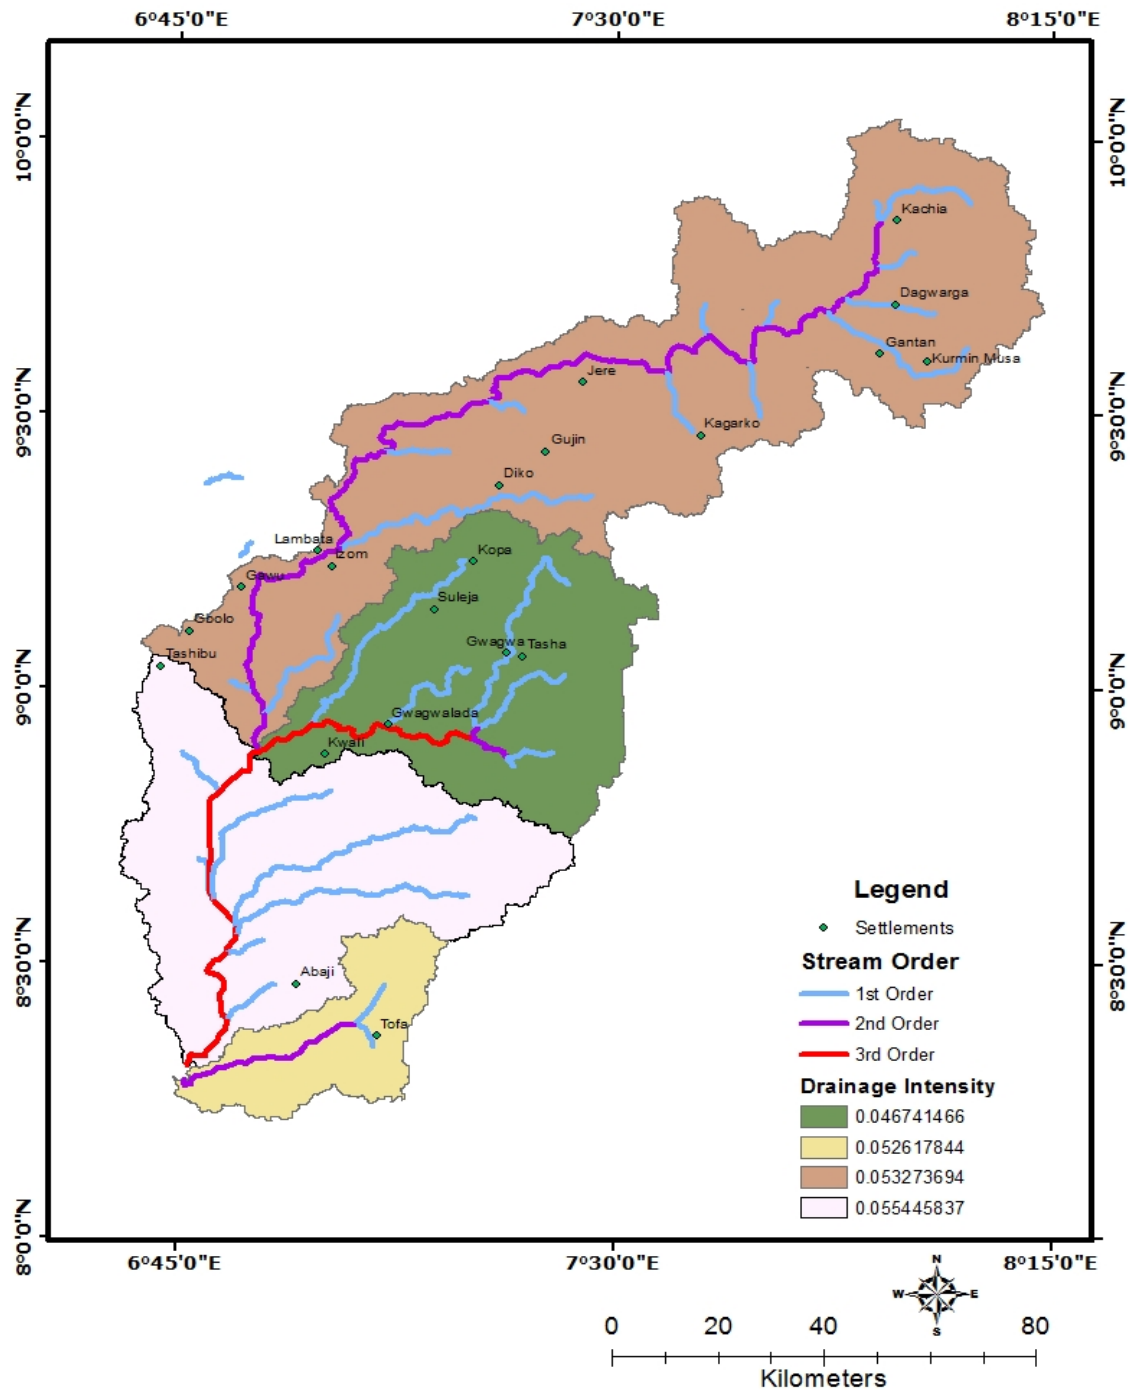 6°45'0"E 7°30'0"E 8°15'0"E
10°0'0"N
10°0'0"N
Kachia
Dagwarga
Gantan
Kurmin Musa
Jere
9°30'0"N
9°30'0"N
Kagarko
Gujin
Diko
Lambata
Izom
Kopa
Gawu
Suleja
Gbolo
Gwagwa Tasha
Tashibu
9°0'0"N
9°0'0"N
Gwagwalada
Kwali
Legend
Settlements
Stream Order
8°30'0"N
8°30'0"N
Abaji
1st Order
Tofa
2nd Order
3rd Order
Drainage Intensity
0.046741466
0.052617844
0.053273694
0.055445837
8°0'0"N
6°45'0"E 7°30'0"E 8°15'0"E
N
W E
S
0 20 40 60 80
Kilometers